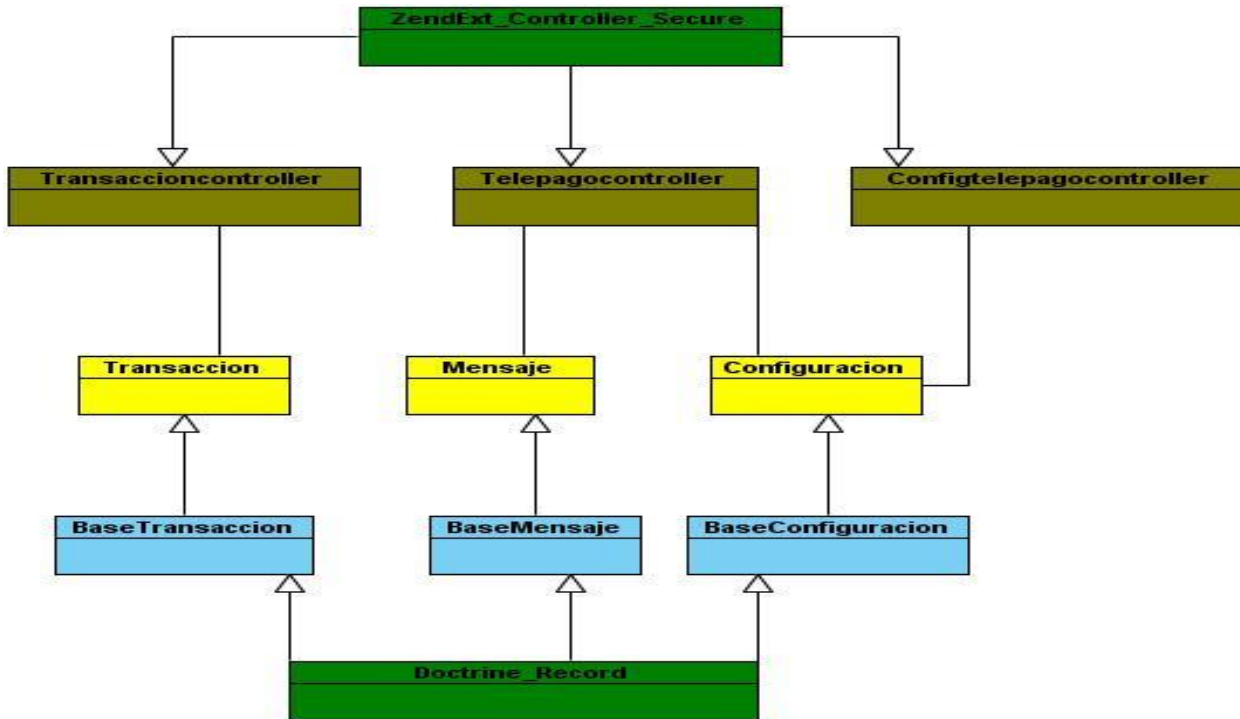 ZendExt_Controller_Secure
Transaccioncontroller
Telepagocontroller
Configtelepagocontroller
Transaccion
Mensaje
Configuracion
BaseTransaccion
BaseMensaje
BaseConfiguracion
Doctrine_Record